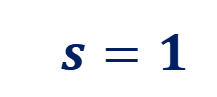 s = 1